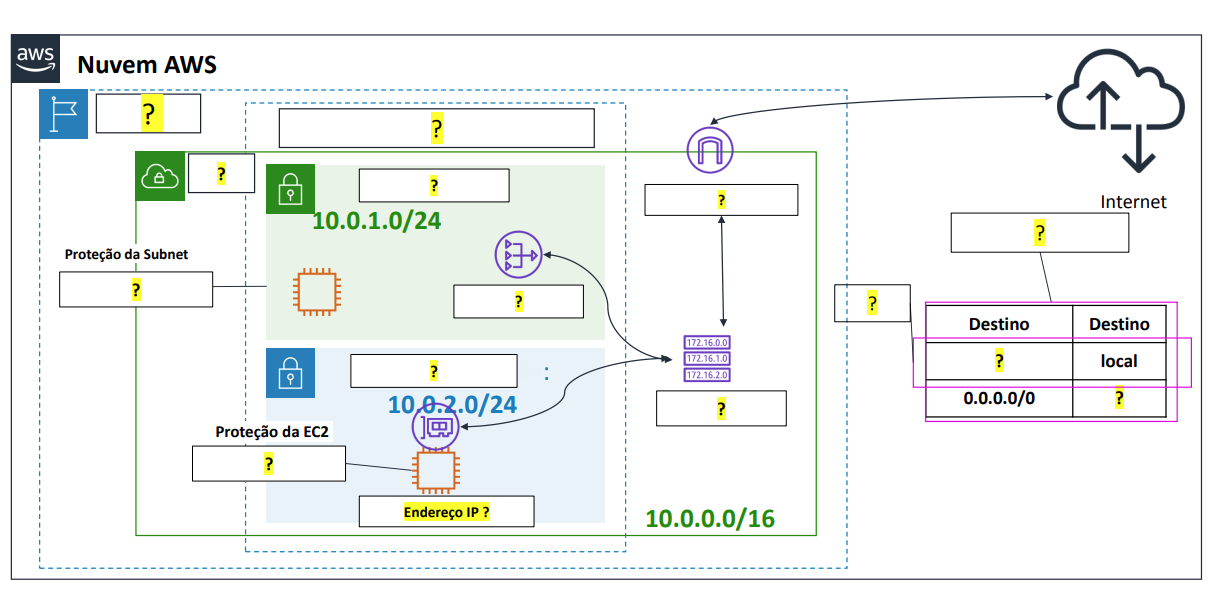 aws
Nuvem AWS
?
?
?
?
10.0.1.0/24
?
Internet
?
Proteção da Subnet
?
?
?
Destino
Destino
?
local
0.0.0.0/0
?
172.16.0.0
172.16.1.0
172.16.2.0
?
?
:
10.0.2.0/24
Proteção da EC2
?
Endereço IP ?
10.0.0.0/16